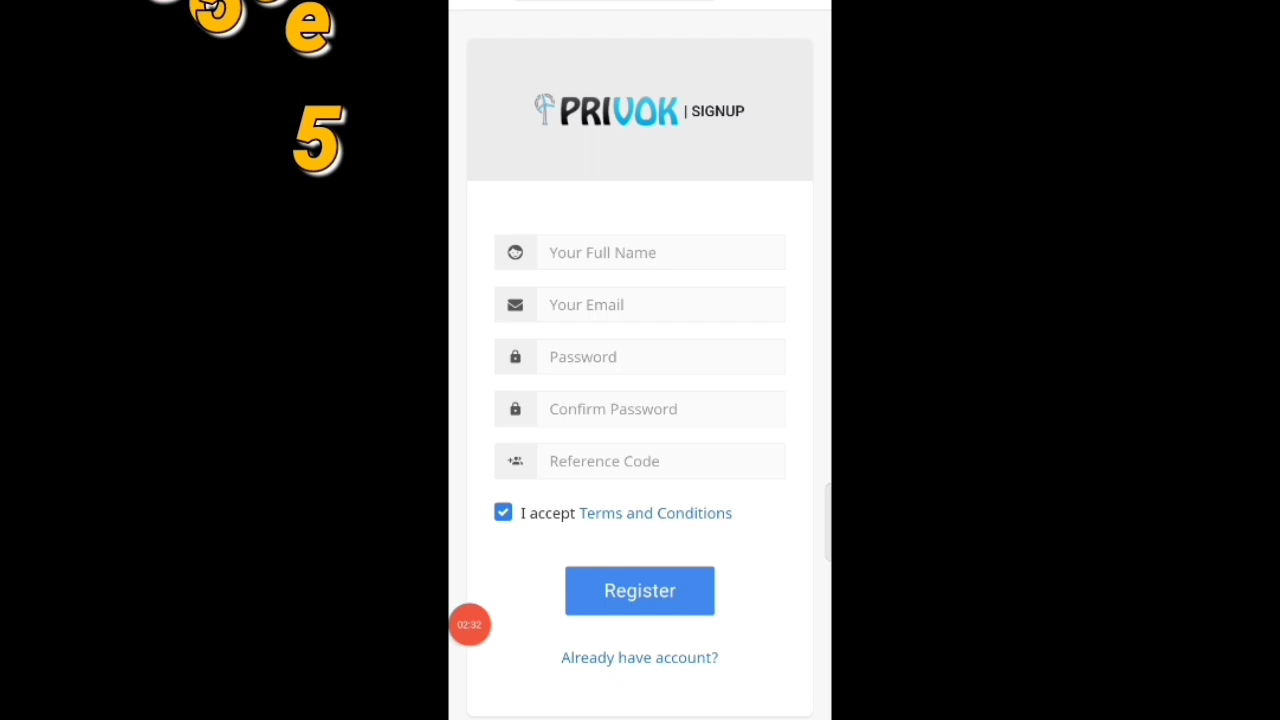 e
5
PRIVOK | SIGNUP
Your Full Name
Your Email
Password
Confirm Password
Reference Code
I accept Terms and Conditions
Register
02:32
Already have account?